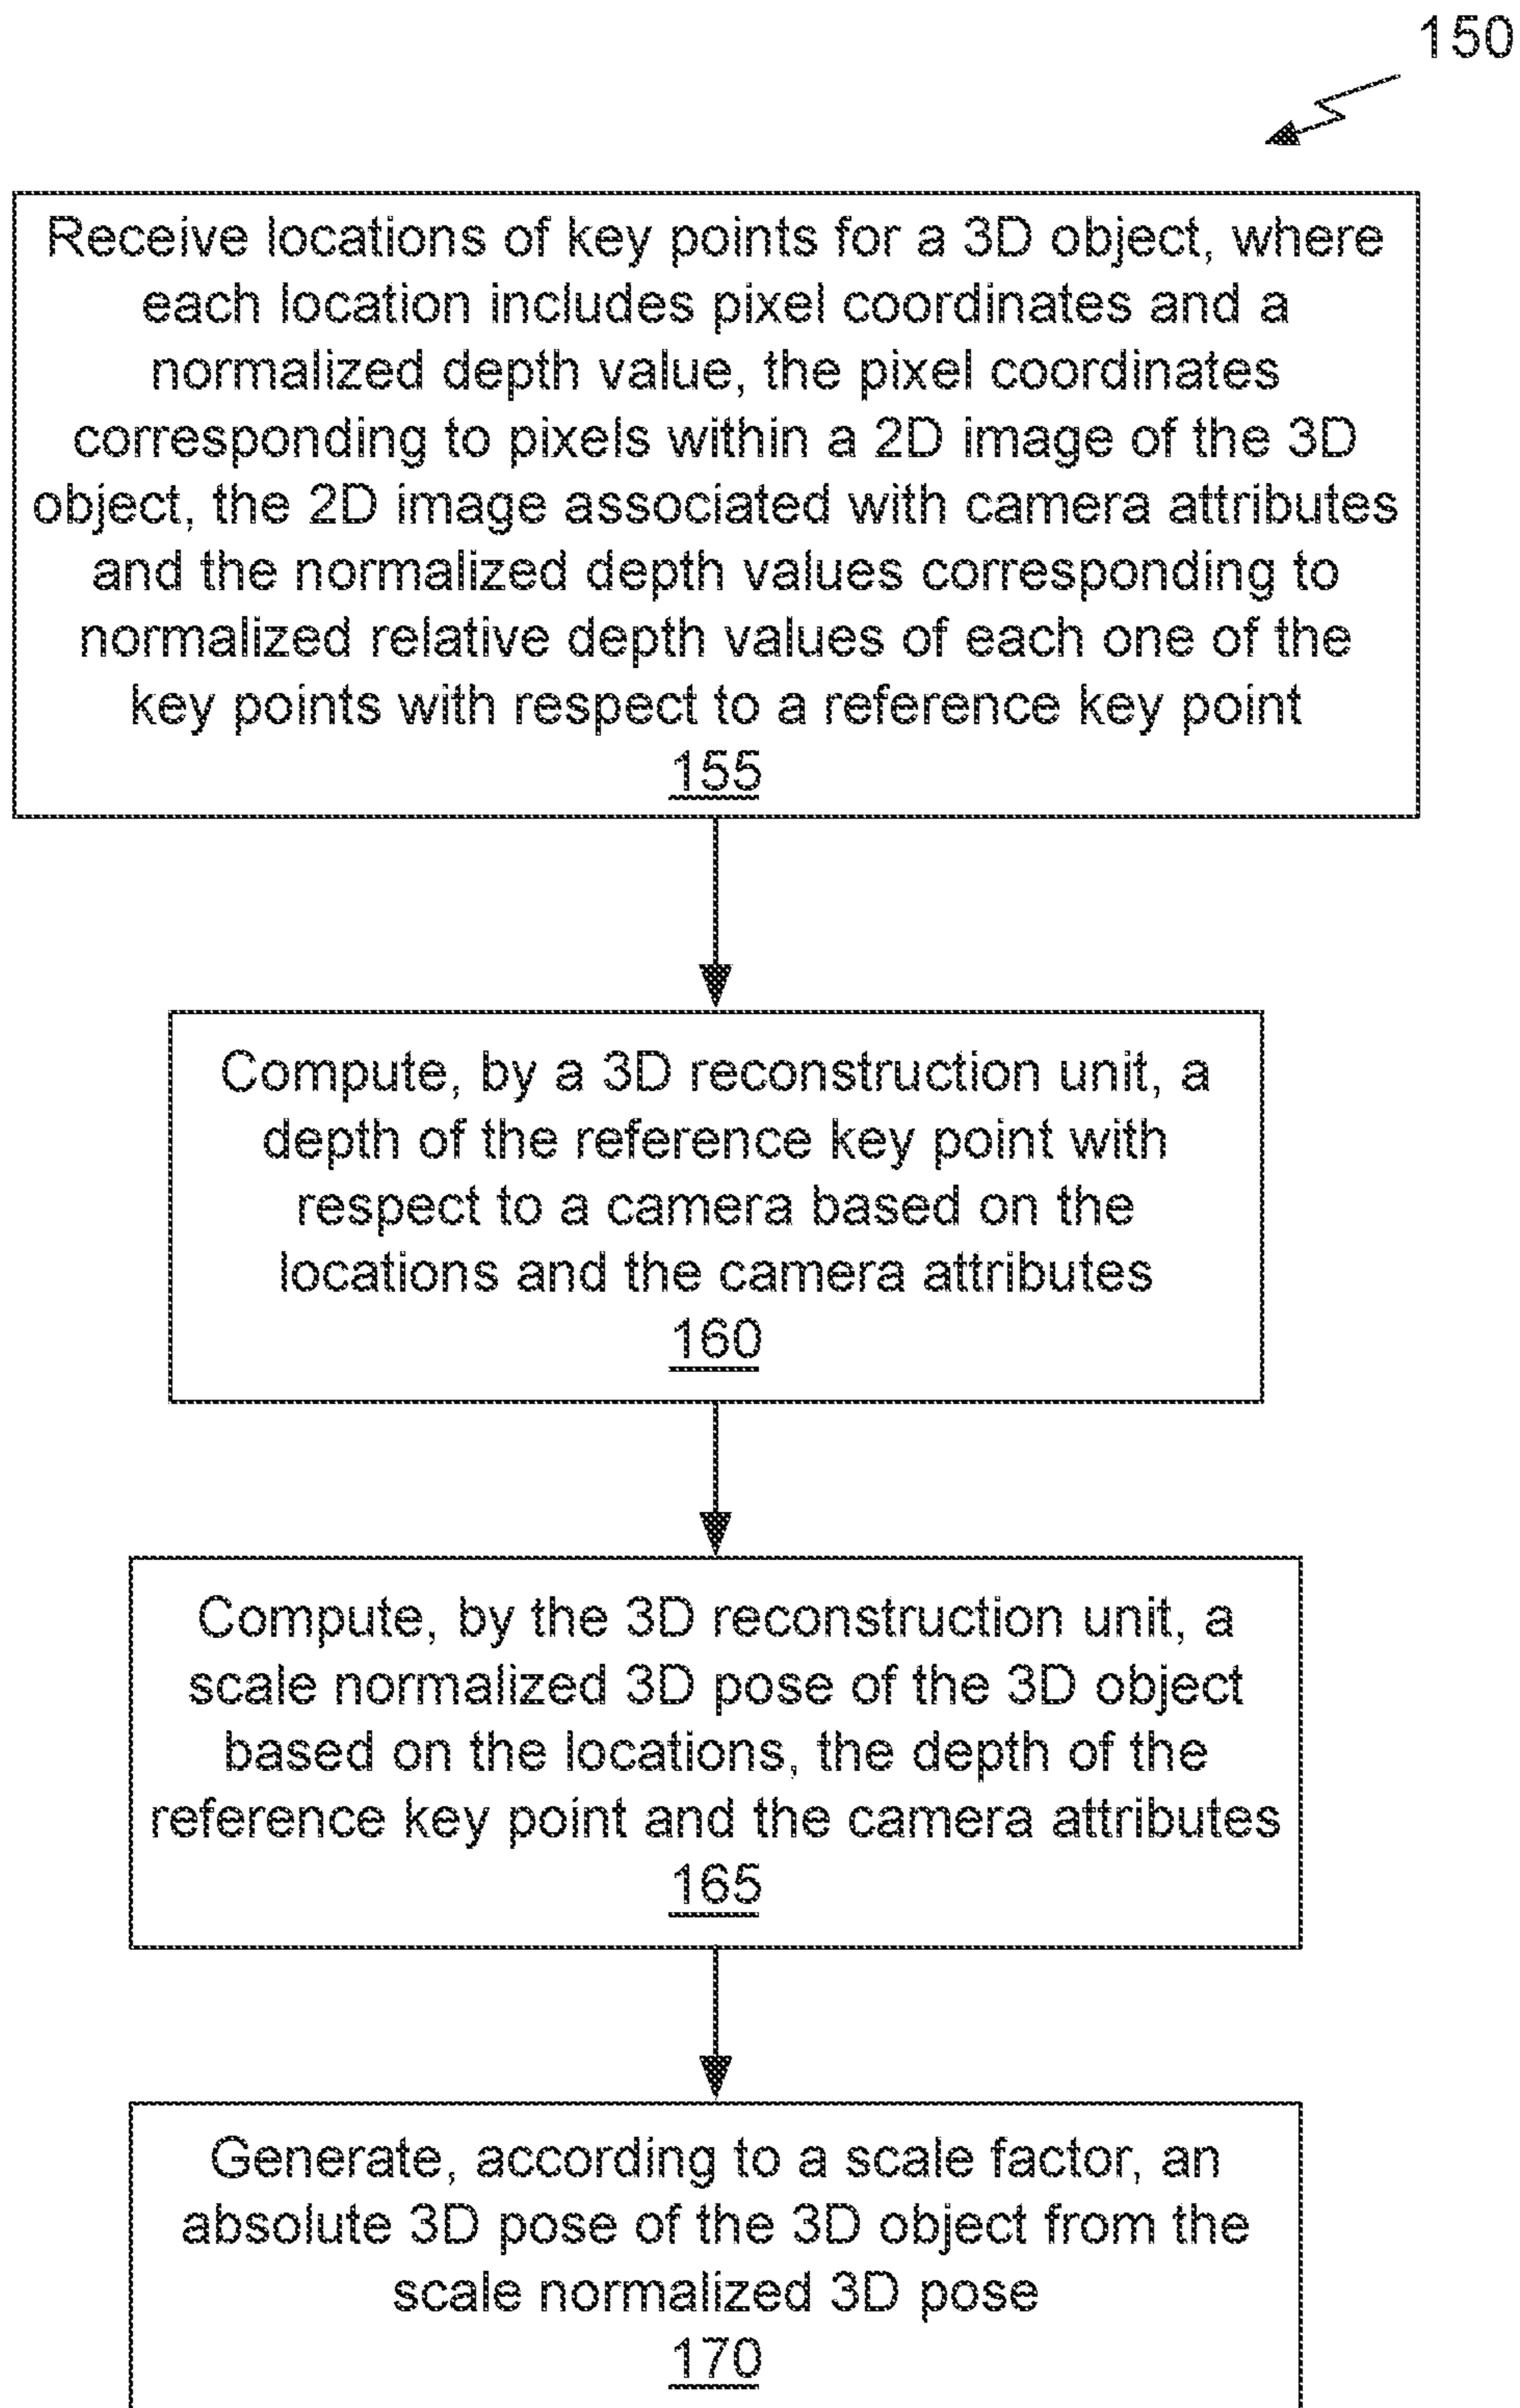 150
Receive locations of key points for a 3D object, where
each location includes pixel coordinates and a
normalized depth value, the pixel coordinates
corresponding to pixels within a 2D image of the 3D
object, the 2D image associated with camera attributes
and the normalized depth values corresponding to
normalized relative depth values of each one of the
key points with respect to a reference key point
155
Compute, by a 3D reconstruction unit, a
depth of the reference key point with
respect to a camera based on the
locations and the camera attributes
160
Compute, by the 3D reconstruction unit, a
scale normalized 3D pose of the 3D object
based on the locations, the depth of the
reference key point and the camera attributes
165
Generate, according to a scale factor, an
absolute 3D pose of the 3D object from the
scale normalized 3D pose
170